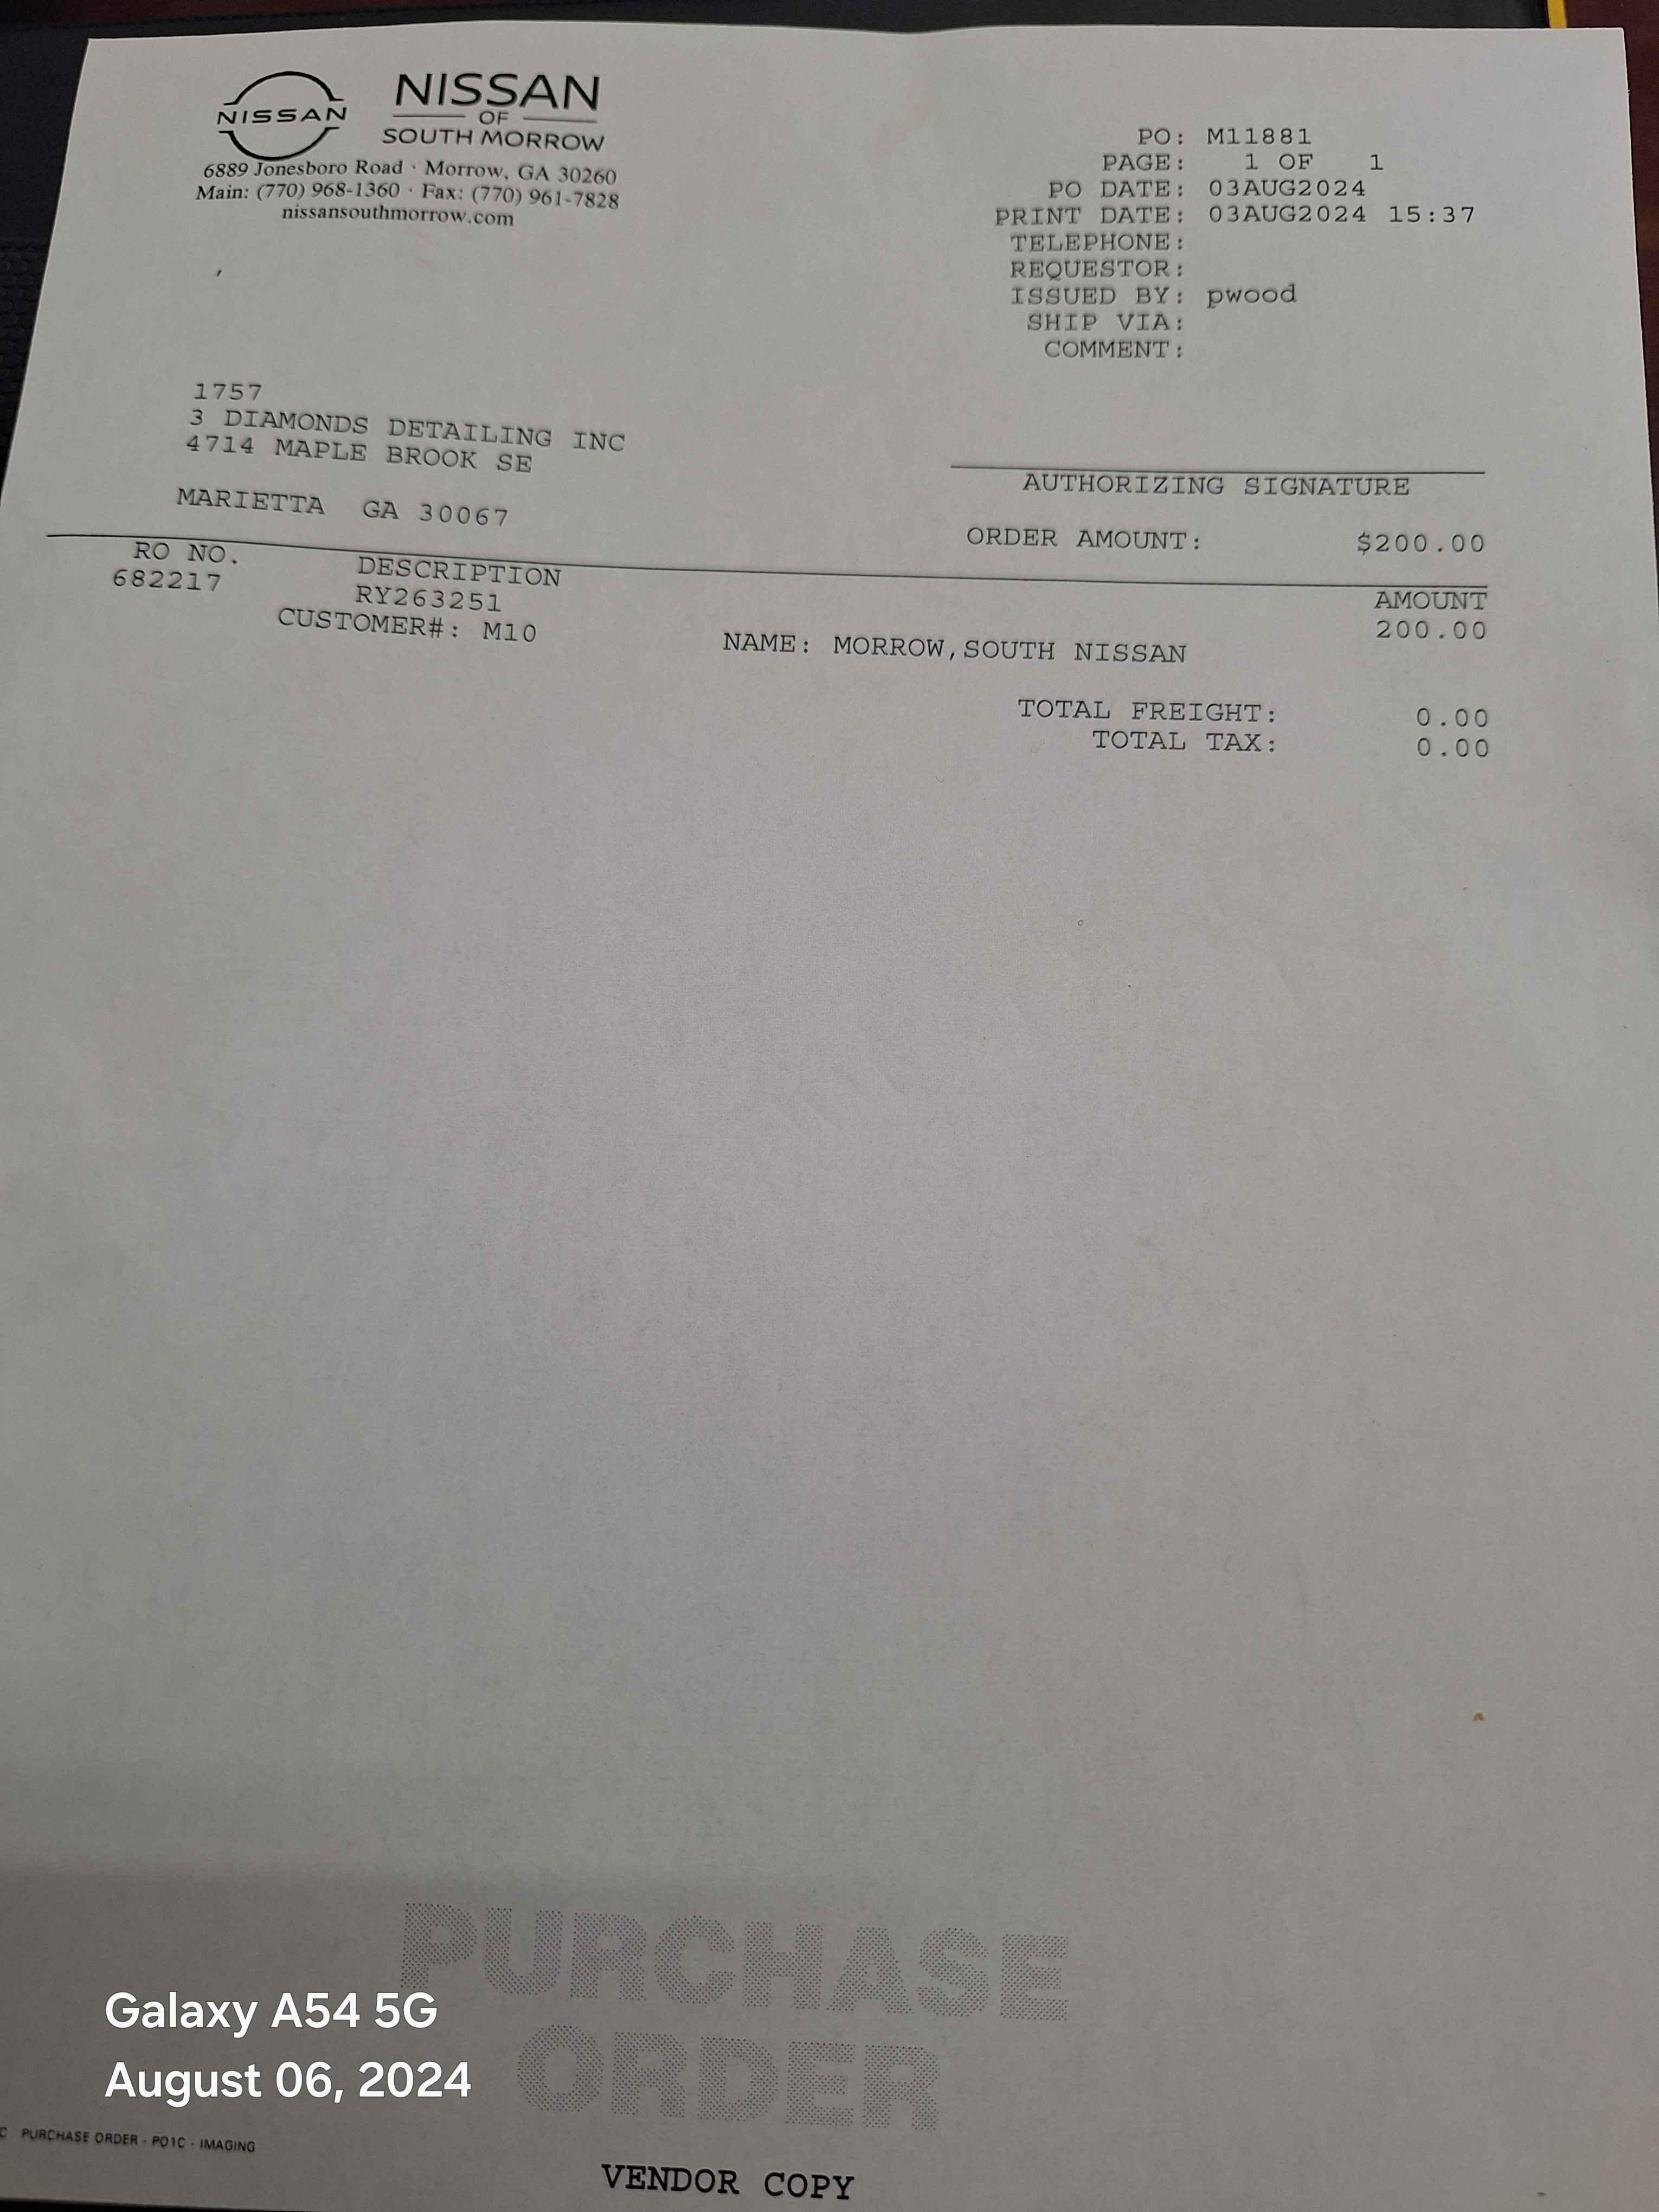 NISSAN
NISSAN
OF
SOUTH MORROW
6889 Jonesboro Road · Morrow, GA 30260
Main: (770) 968-1360 · Fax: (770) 961-7828
nissansouthmorrow.com
PO: M11881
PAGE: 1 OF 1
PO DATE: 03AUG2024
PRINT DATE: 03AUG2024 15:37
TELEPHONE:
REQUESTOR:
ISSUED BY: pwood
SHIP VIA:
COMMENT:
1757
3 DIAMONDS DETAILING INC
4714 MAPLE BROOK SE
MARIETTA GA 30067
AUTHORIZING SIGNATURE
ORDER AMOUNT: $200.00
RO NO. DESCRIPTION AMOUNT
682217 RY263251 200.00
CUSTOMER#: M10 NAME: MORROW,SOUTH NISSAN
TOTAL FREIGHT: 0.00
TOTAL TAX: 0.00
PURCHASE
ORDER
Galaxy A54 5G
August 06, 2024
C PURCHASE ORDER - PO1C - IMAGING
VENDOR COPY